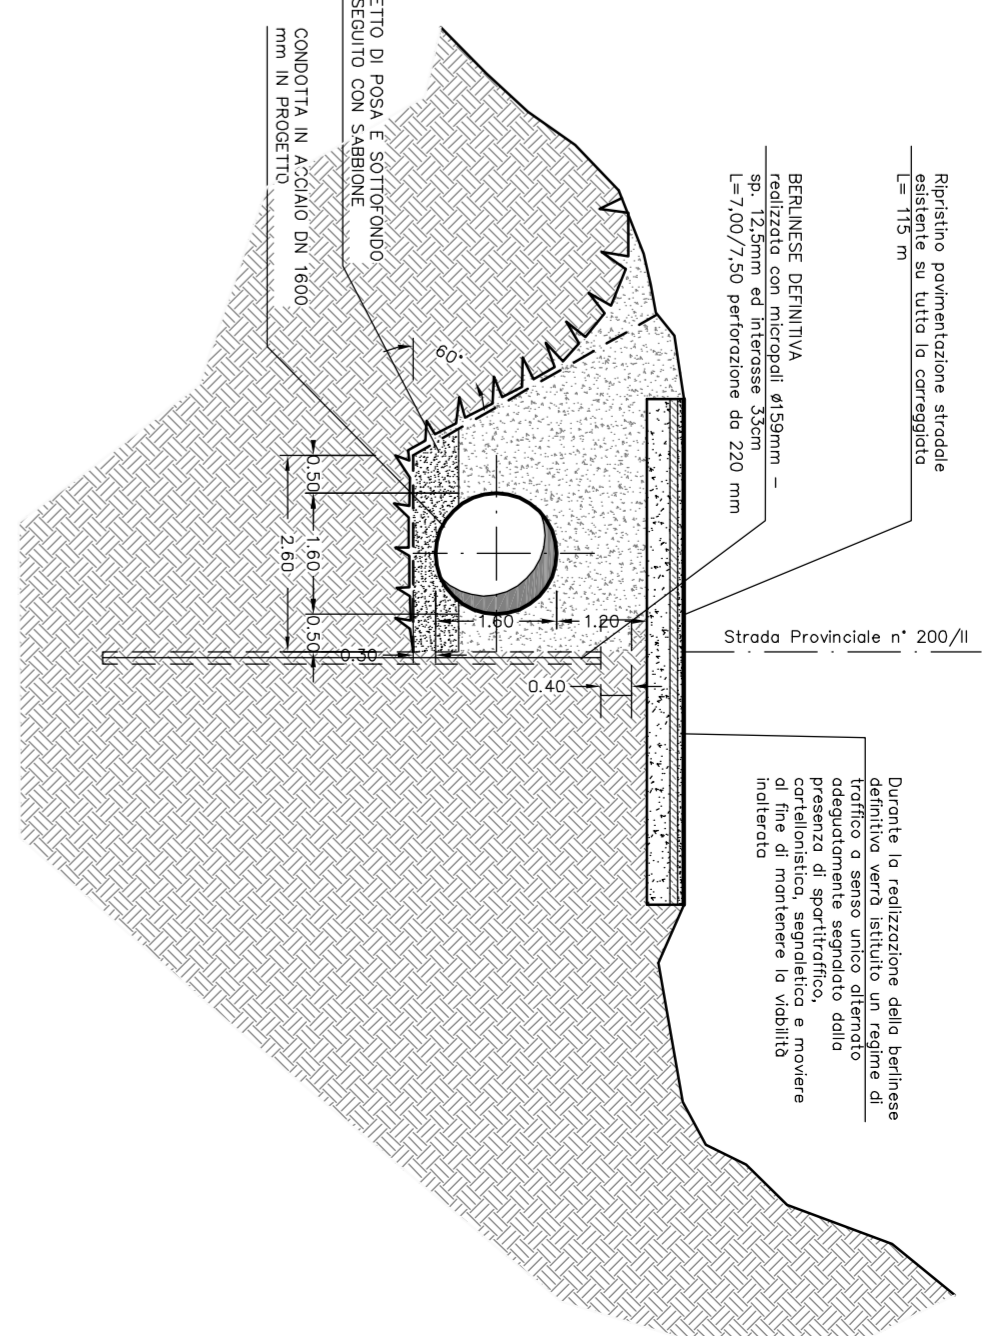 Ripristino pavimentazione stradale
esistente su tutta la carreggiata
L= 115 m
BERLINESE DEFINITIVA
realizzata con micropali ø159mm –
sp. 12,5mm ed interasse 33cm
L=7,00/7,50 perforazione da 220 mm
ETTO DI POSA E SOTTOFONDO
SEGUITO CON SABBIONE
CONDOTTA IN ACCIAIO DN 1600
mm IN PROGETTO
Strada Provinciale n° 200/II
Durante la realizzazione della berlinese
definitiva verrà istituito un regime di
traffico a senso unico alternato
adeguatamente segnalato dalla
presenza di spartitraffico,
cartellonistica, segnaletica e moviere
al fine di mantenere la viabilità
inalterata
60°
0.50
1.60
0.50
2.60
1.60
1.20
0.30
0.40